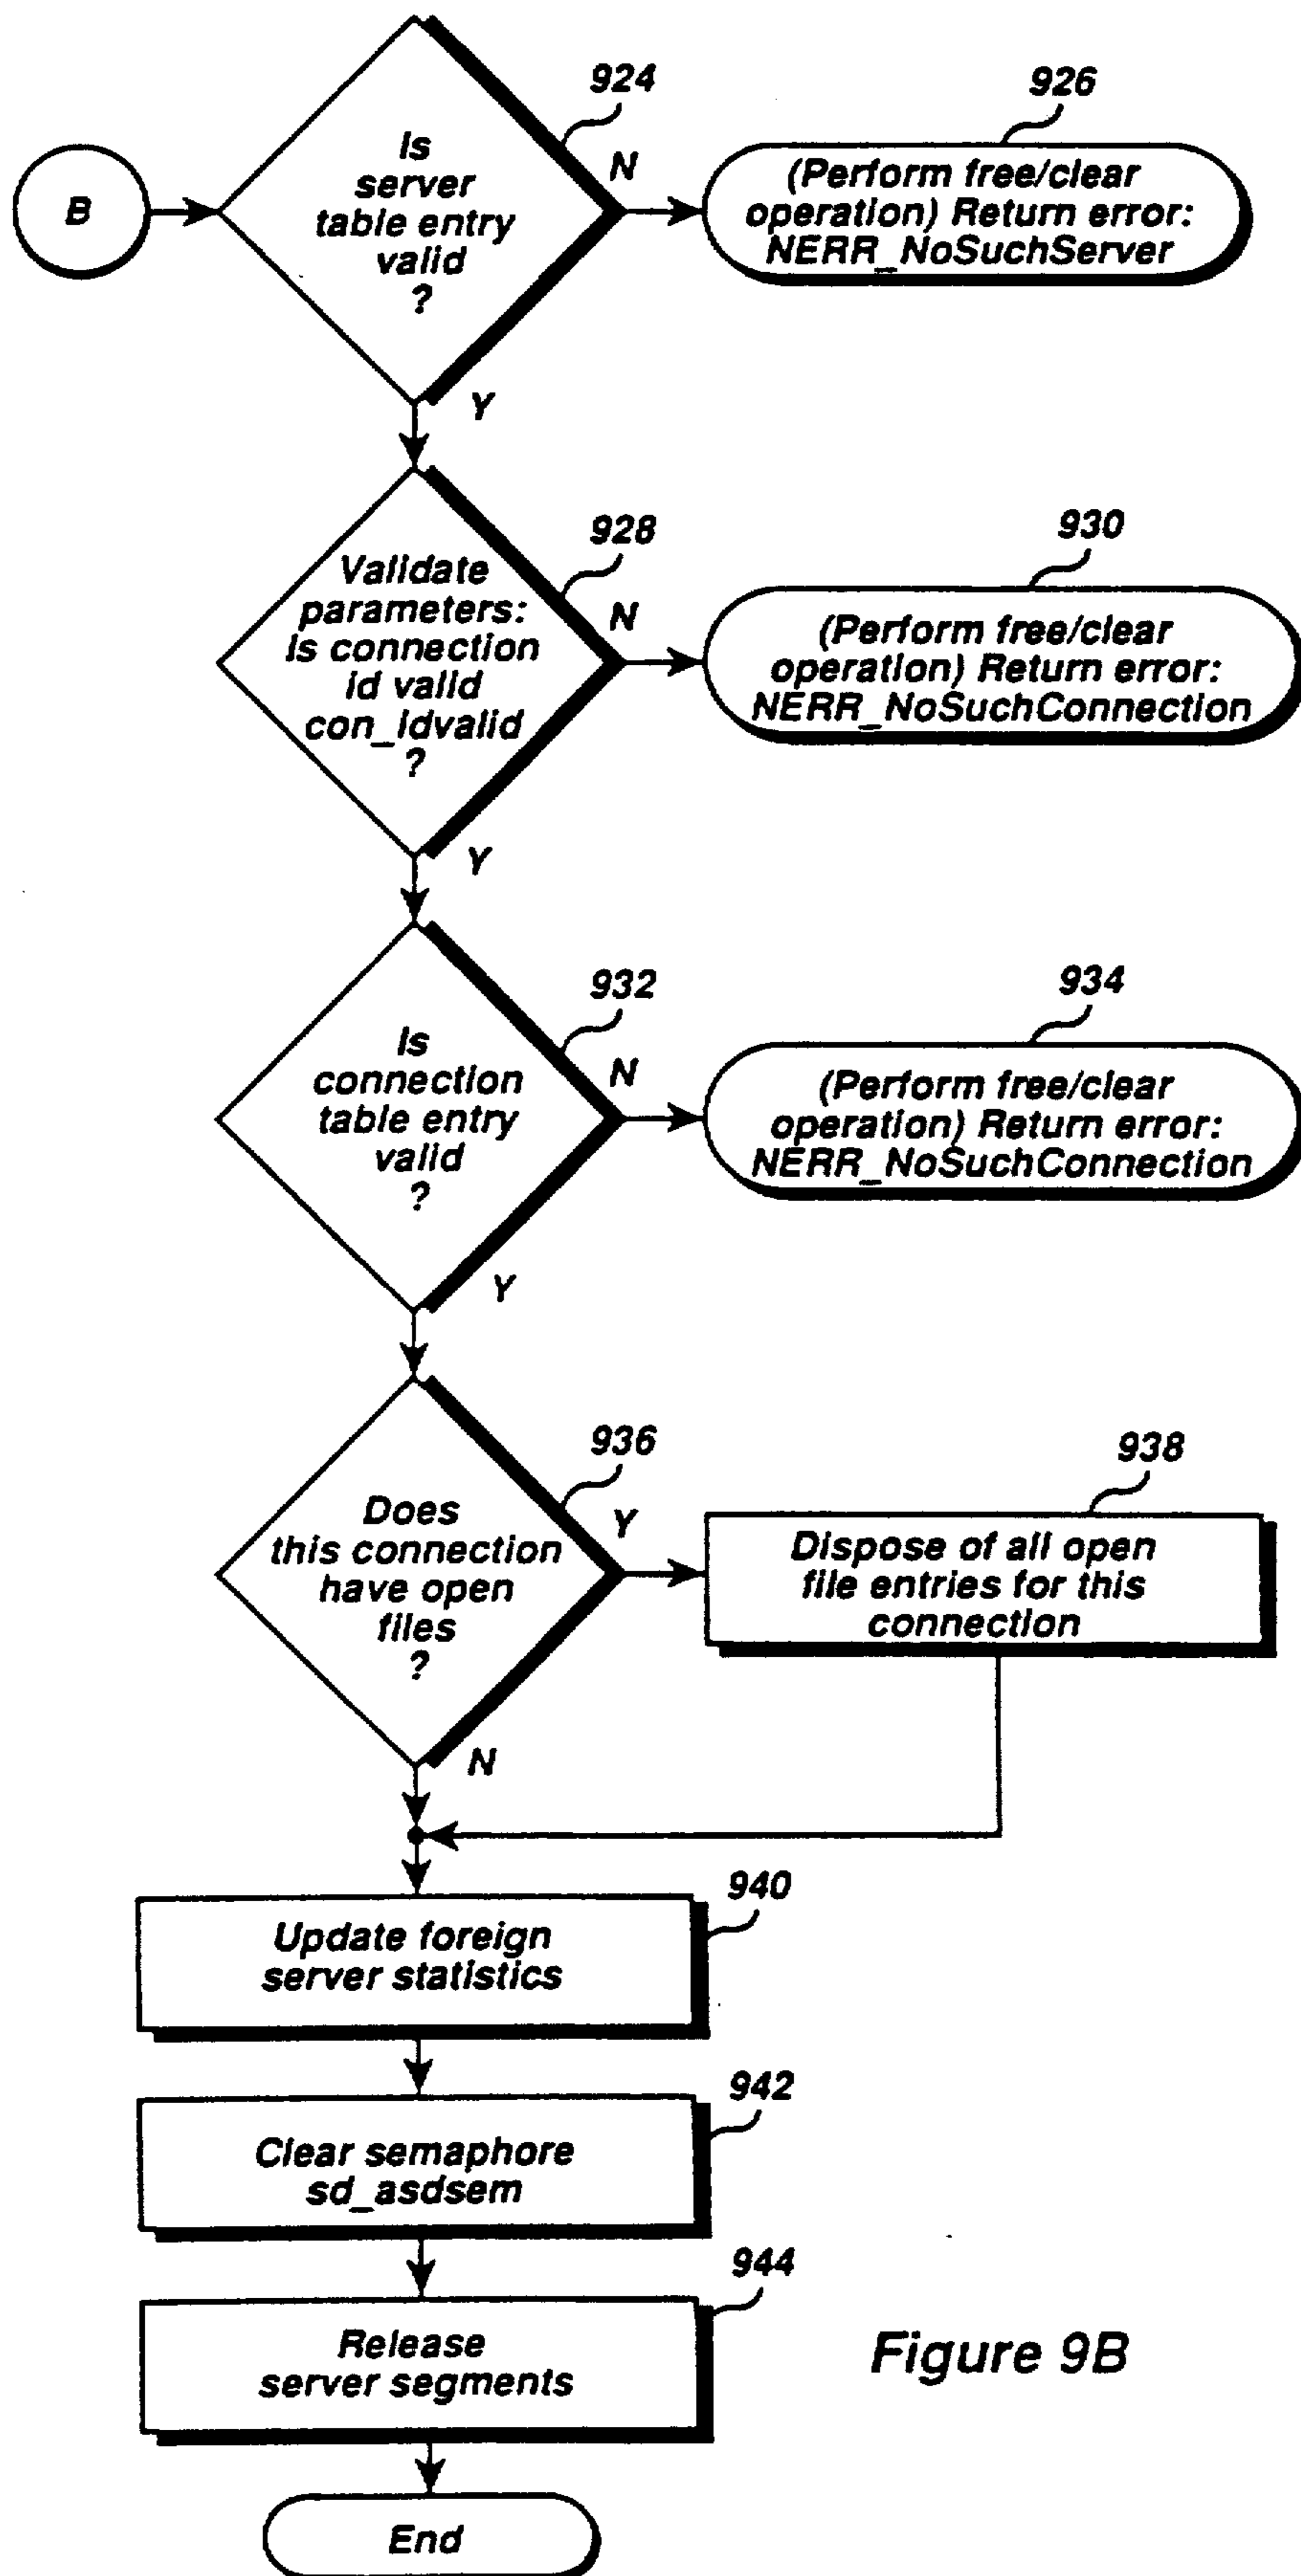 924
926
B
Is
server
table entry
valid
?
N
(Perform free/clear
operation) Return error:
NERR_NoSuchServer
Y
928
930
Validate
parameters:
Is connection
id valid
con_idvalid
?
N
(Perform free/clear
operation) Return error:
NERR_NoSuchConnection
Y
932
934
Is
connection
table entry
valid
?
N
(Perform free/clear
operation) Return error:
NERR_NoSuchConnection
Y
936
938
Does
this connection
have open
files
?
Y
Dispose of all open
file entries for this
connection
N
940
Update foreign
server statistics
942
Clear semaphore
sd_asdsem
944
Release
server segments
Figure 9B
End